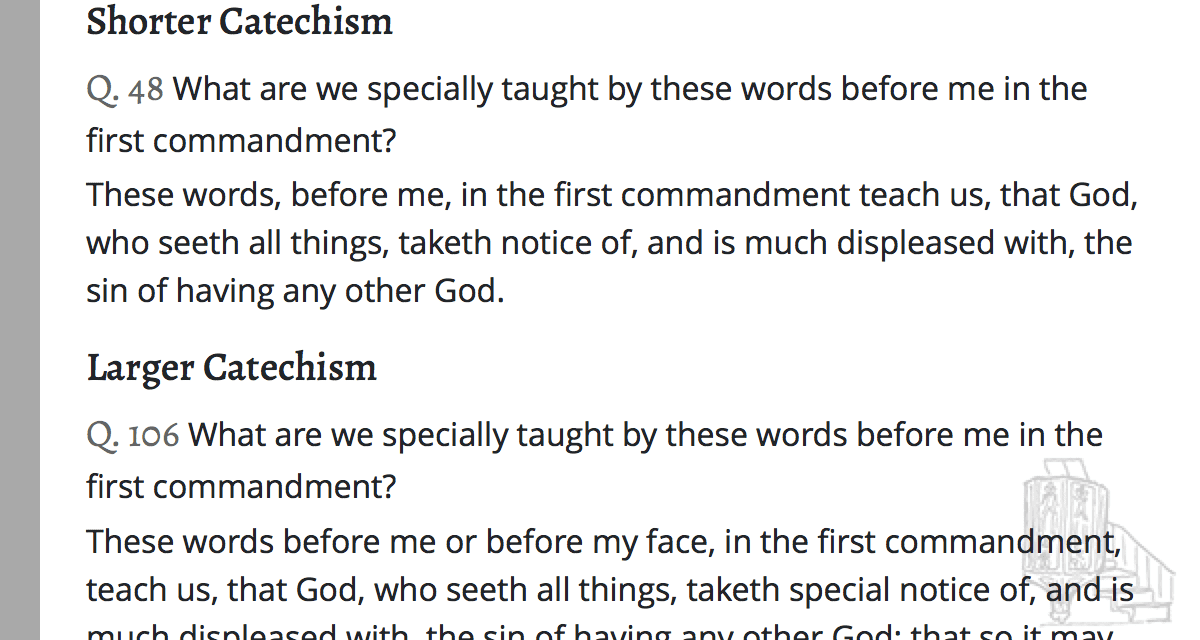 Shorter Catechism
Q. 48 What are we specially taught by these words before me in the
first commandment?
These words, before me, in the first commandment teach us, that God,
who seeth all things, taketh notice of, and is much displeased with, the
sin of having any other God.
Larger Catechism
Q. 106 What are we specially taught by these words before me in the
first commandment?
These words before me or before my face, in the first commandment,
teach us, that God, who seeth all things, taketh special notice of, and is
much displeased with, the sin of having any other God; that so it may